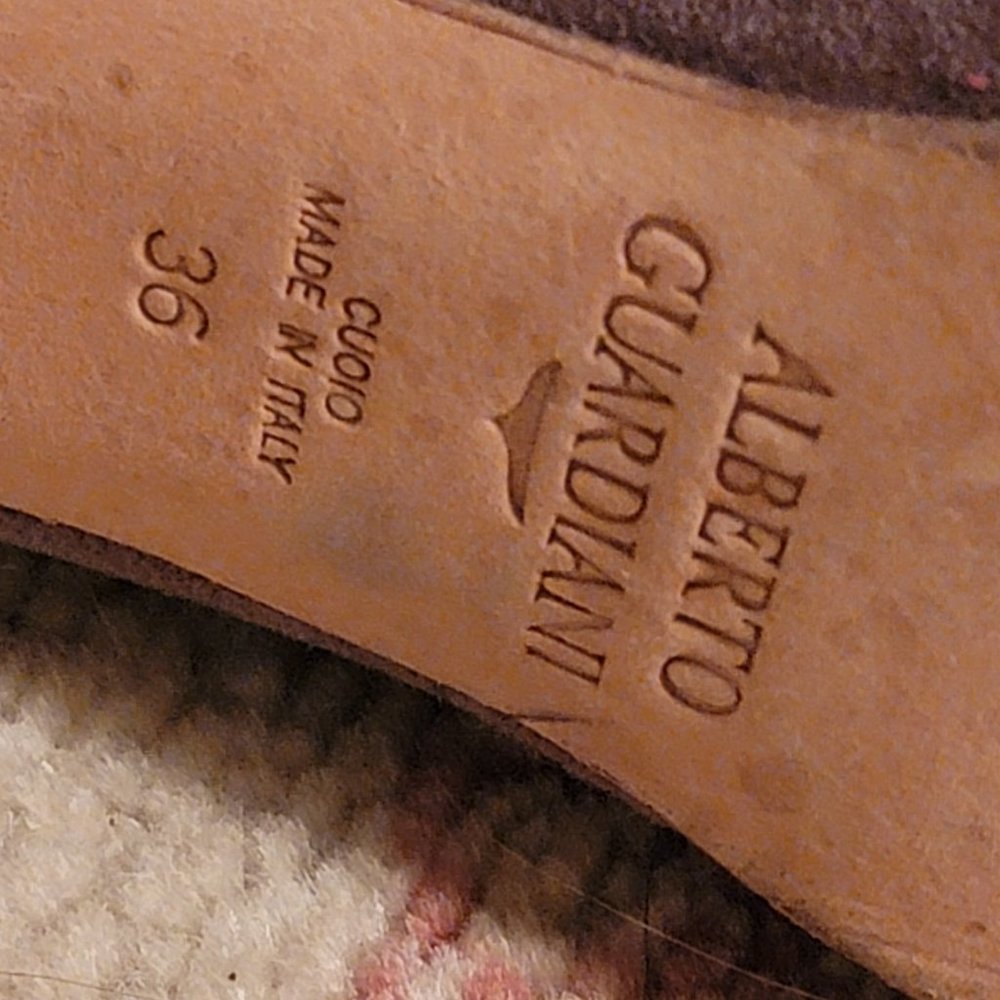 ALBERTO
GUARDIANI
CUOIO
MADE IN ITALY
36